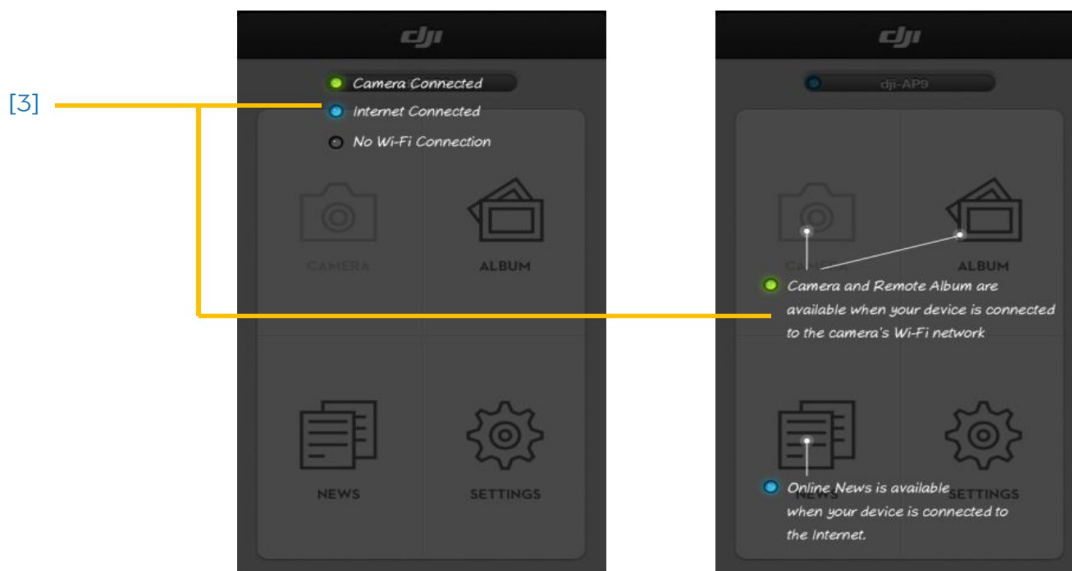 dji
Camera Connected
[3]
Internet Connected
No Wi-Fi Connection
CAMERA
ALBUM
NEWS
SETTINGS
dji
dji-AP9
CAMERA
ALBUM
Camera and Remote Album are
available when your device is connected
to the camera's Wi-Fi network
NEWS
SETTINGS
Online News is available
when your device is connected to
the Internet.